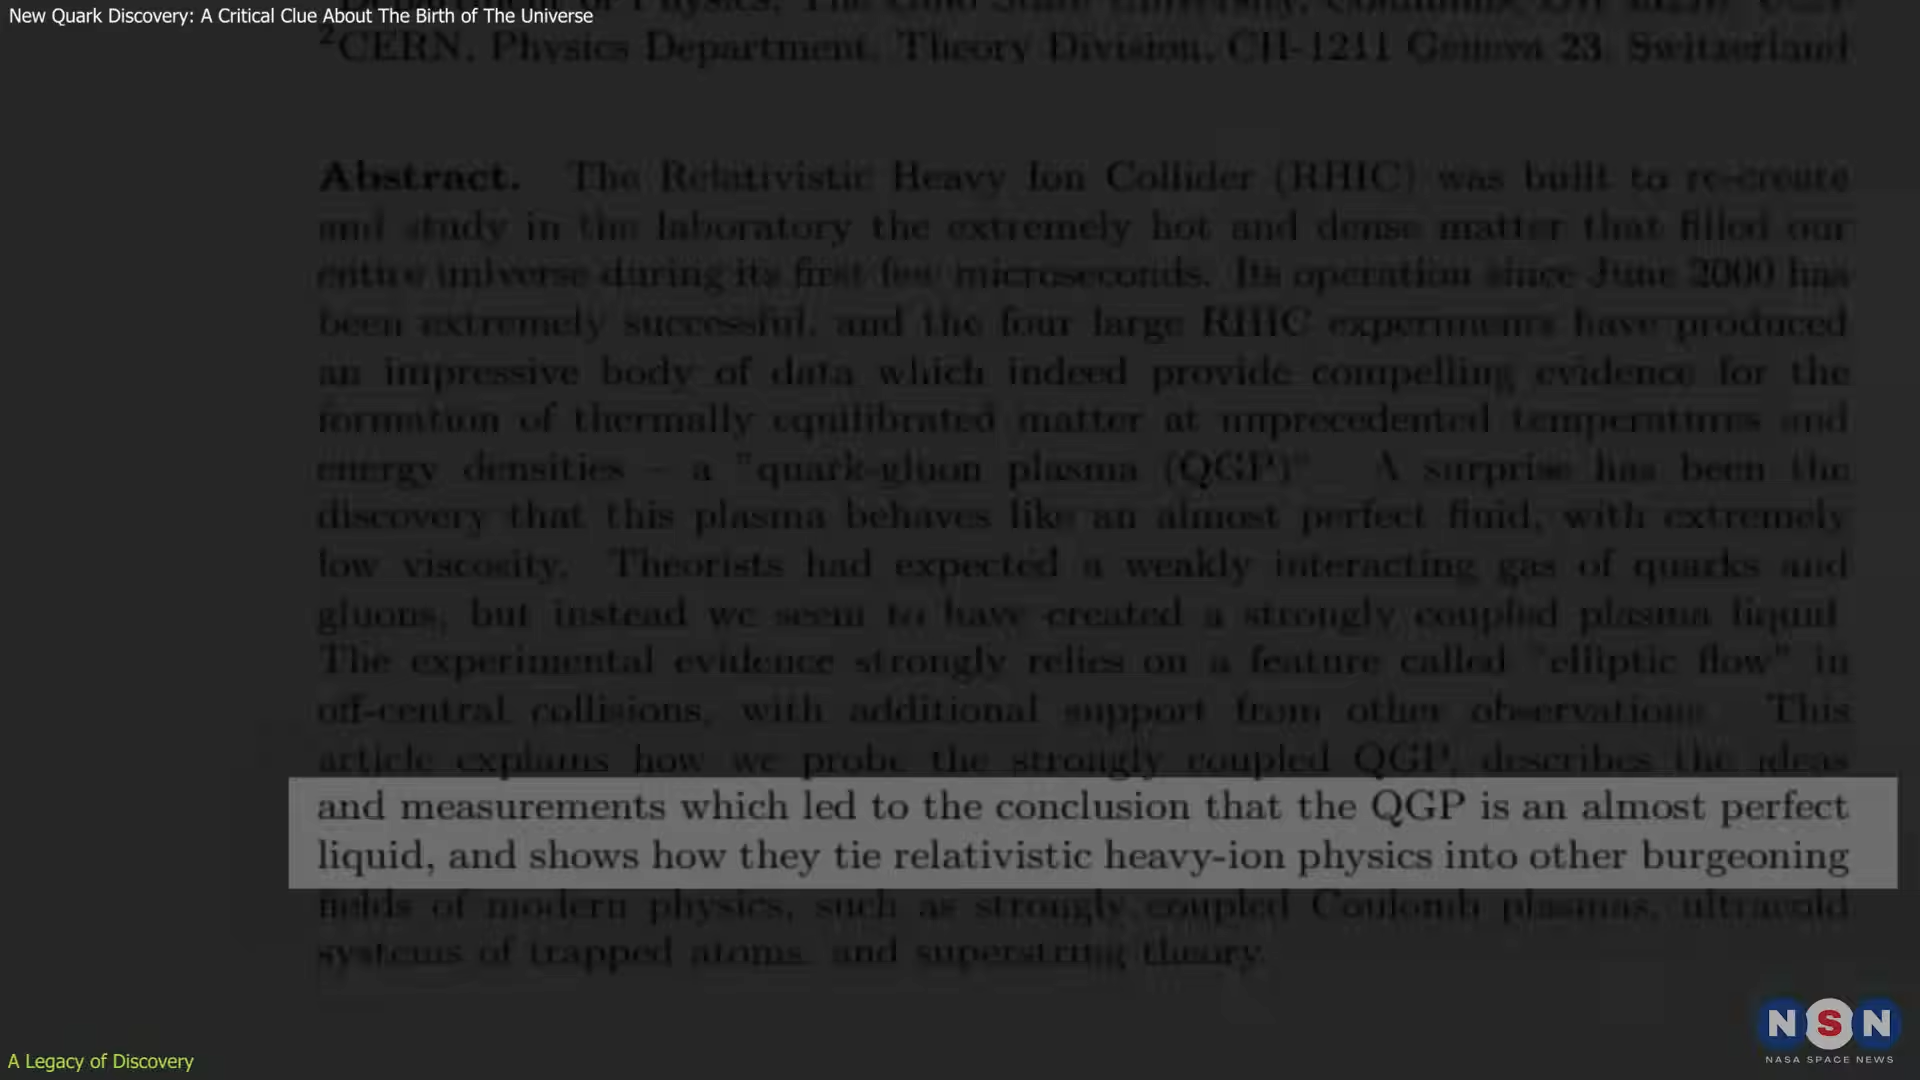 New Quark Discovery: A Critical Clue About The Birth of The Universe
²CERN, Physics Department, Theory Division, CH-1211 Geneva 23, Switzerland
Abstract. The Relativistic Heavy Ion Collider (RHIC) was built to re-create
and study in the laboratory the extremely hot and dense matter that filled our
entire universe during its first few microseconds. Its operation since June 2000 has
been extremely successful, and the four large RHIC experiments have produced
an impressive body of data which indeed provide compelling evidence for the
formation of thermally equilibrated matter at unprecedented temperatures and
energy densities – a "quark-gluon plasma (QGP)". A surprise has been the
discovery that this plasma behaves like an almost perfect fluid, with extremely
low viscosity. Theorists had expected a weakly interacting gas of quarks and
gluons, but instead we seem to have created a strongly coupled plasma liquid.
The experimental evidence strongly relies on a feature called "elliptic flow" in
off-central collisions, with additional support from other observations. This
article explains how we probe the strongly coupled QGP, describes the ideas
and measurements which led to the conclusion that the QGP is an almost perfect
liquid, and shows how they tie relativistic heavy-ion physics into other burgeoning
fields of modern physics, such as strongly coupled Coulomb plasmas, ultracold
systems of trapped atoms, and superstring theory.
NSN
NASA SPACE NEWS
A Legacy of Discovery